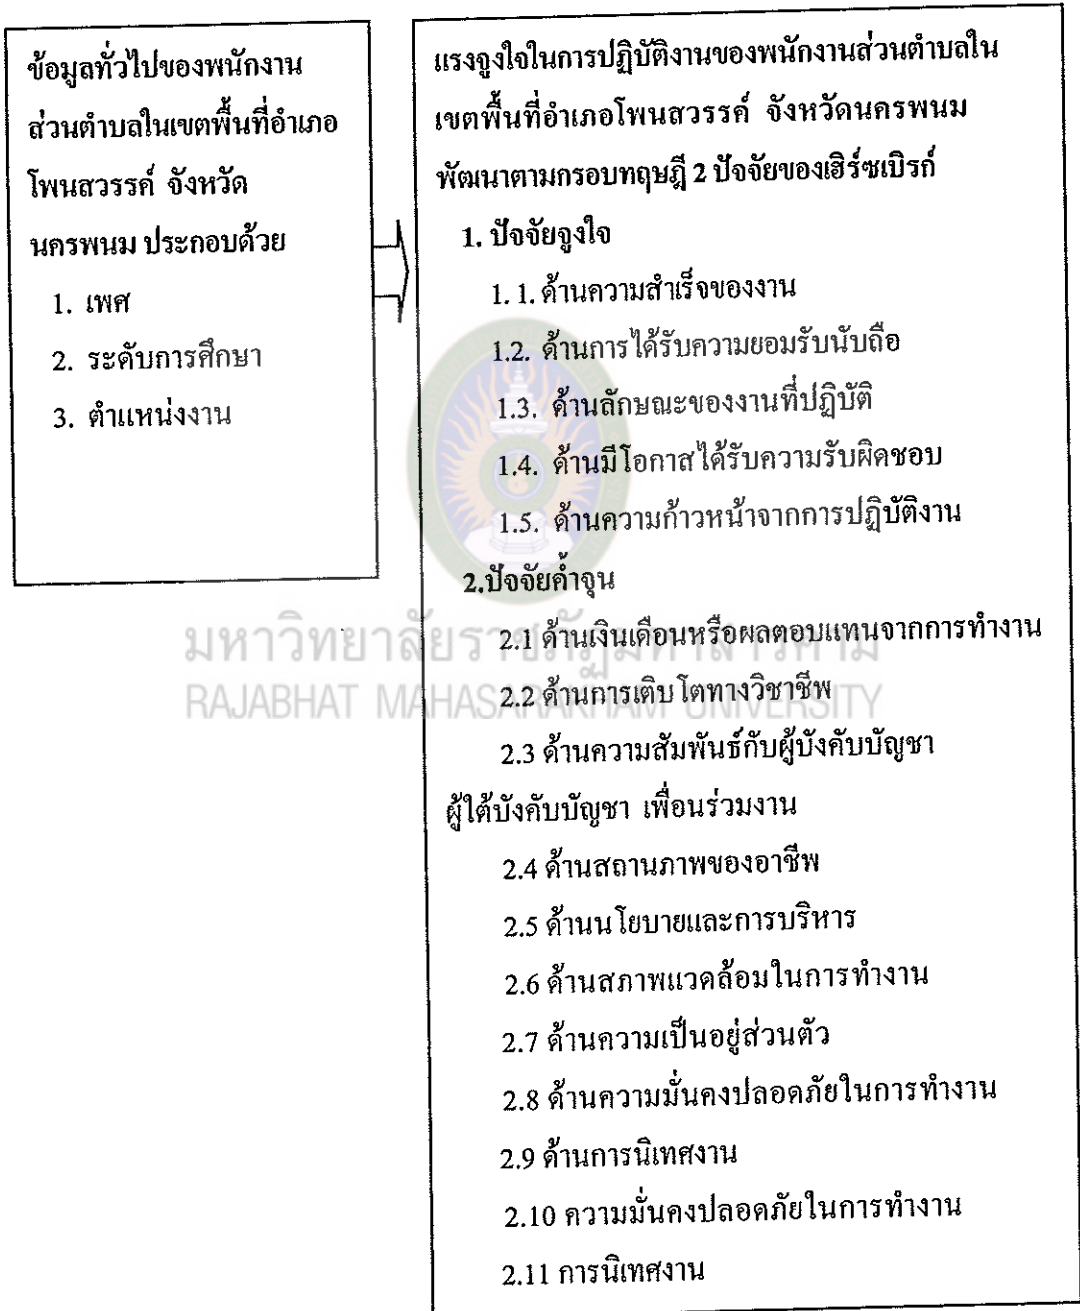 ข้อมูลทั่วไปของพนักงาน
ส่วนตำบลในเขตพื้นที่อำเภอ
โพนสวรรค์ จังหวัด
นครพนม ประกอบด้วย
1. เพศ
2. ระดับการศึกษา
3. ตำแหน่งงาน
แรงจูงใจในการปฏิบัติงานของพนักงานส่วนตำบลใน
เขตพื้นที่อำเภอโพนสวรรค์ จังหวัดนครพนม
พัฒนาตามกรอบทฤษฎี 2 ปัจจัยของเฮิร์ซเบิรก์
1. ปัจจัยจูงใจ
1. 1. ด้านความสำเร็จของงาน
1.2. ด้านการได้รับความยอมรับนับถือ
1.3. ด้านลักษณะของงานที่ปฏิบัติ
1.4. ด้านมีโอกาสได้รับความรับผิดชอบ
1.5. ด้านความก้าวหน้าจากการปฏิบัติงาน
2.ปัจจัยค้ำจุน
2.1 ด้านเงินเดือนหรือผลตอบแทนจากการทำงาน
2.2 ด้านการเติบโตทางวิชาชีพ
2.3 ด้านความสัมพันธ์กับผู้บังคับบัญชา
ผู้ใต้บังคับบัญชา เพื่อนร่วมงาน
2.4 ด้านสถานภาพของอาชีพ
2.5 ด้านนโยบายและการบริหาร
2.6 ด้านสภาพแวดล้อมในการทำงาน
2.7 ด้านความเป็นอยู่ส่วนตัว
2.8 ด้านความมั่นคงปลอดภัยในการทำงาน
2.9 ด้านการนิเทศงาน
2.10 ความมั่นคงปลอดภัยในการทำงาน
2.11 การนิเทศงาน
มหาวิทยาลัยราชภัฏมหาสารคาม
RAJABHAT MAHASARAKHAM UNIVERSITY